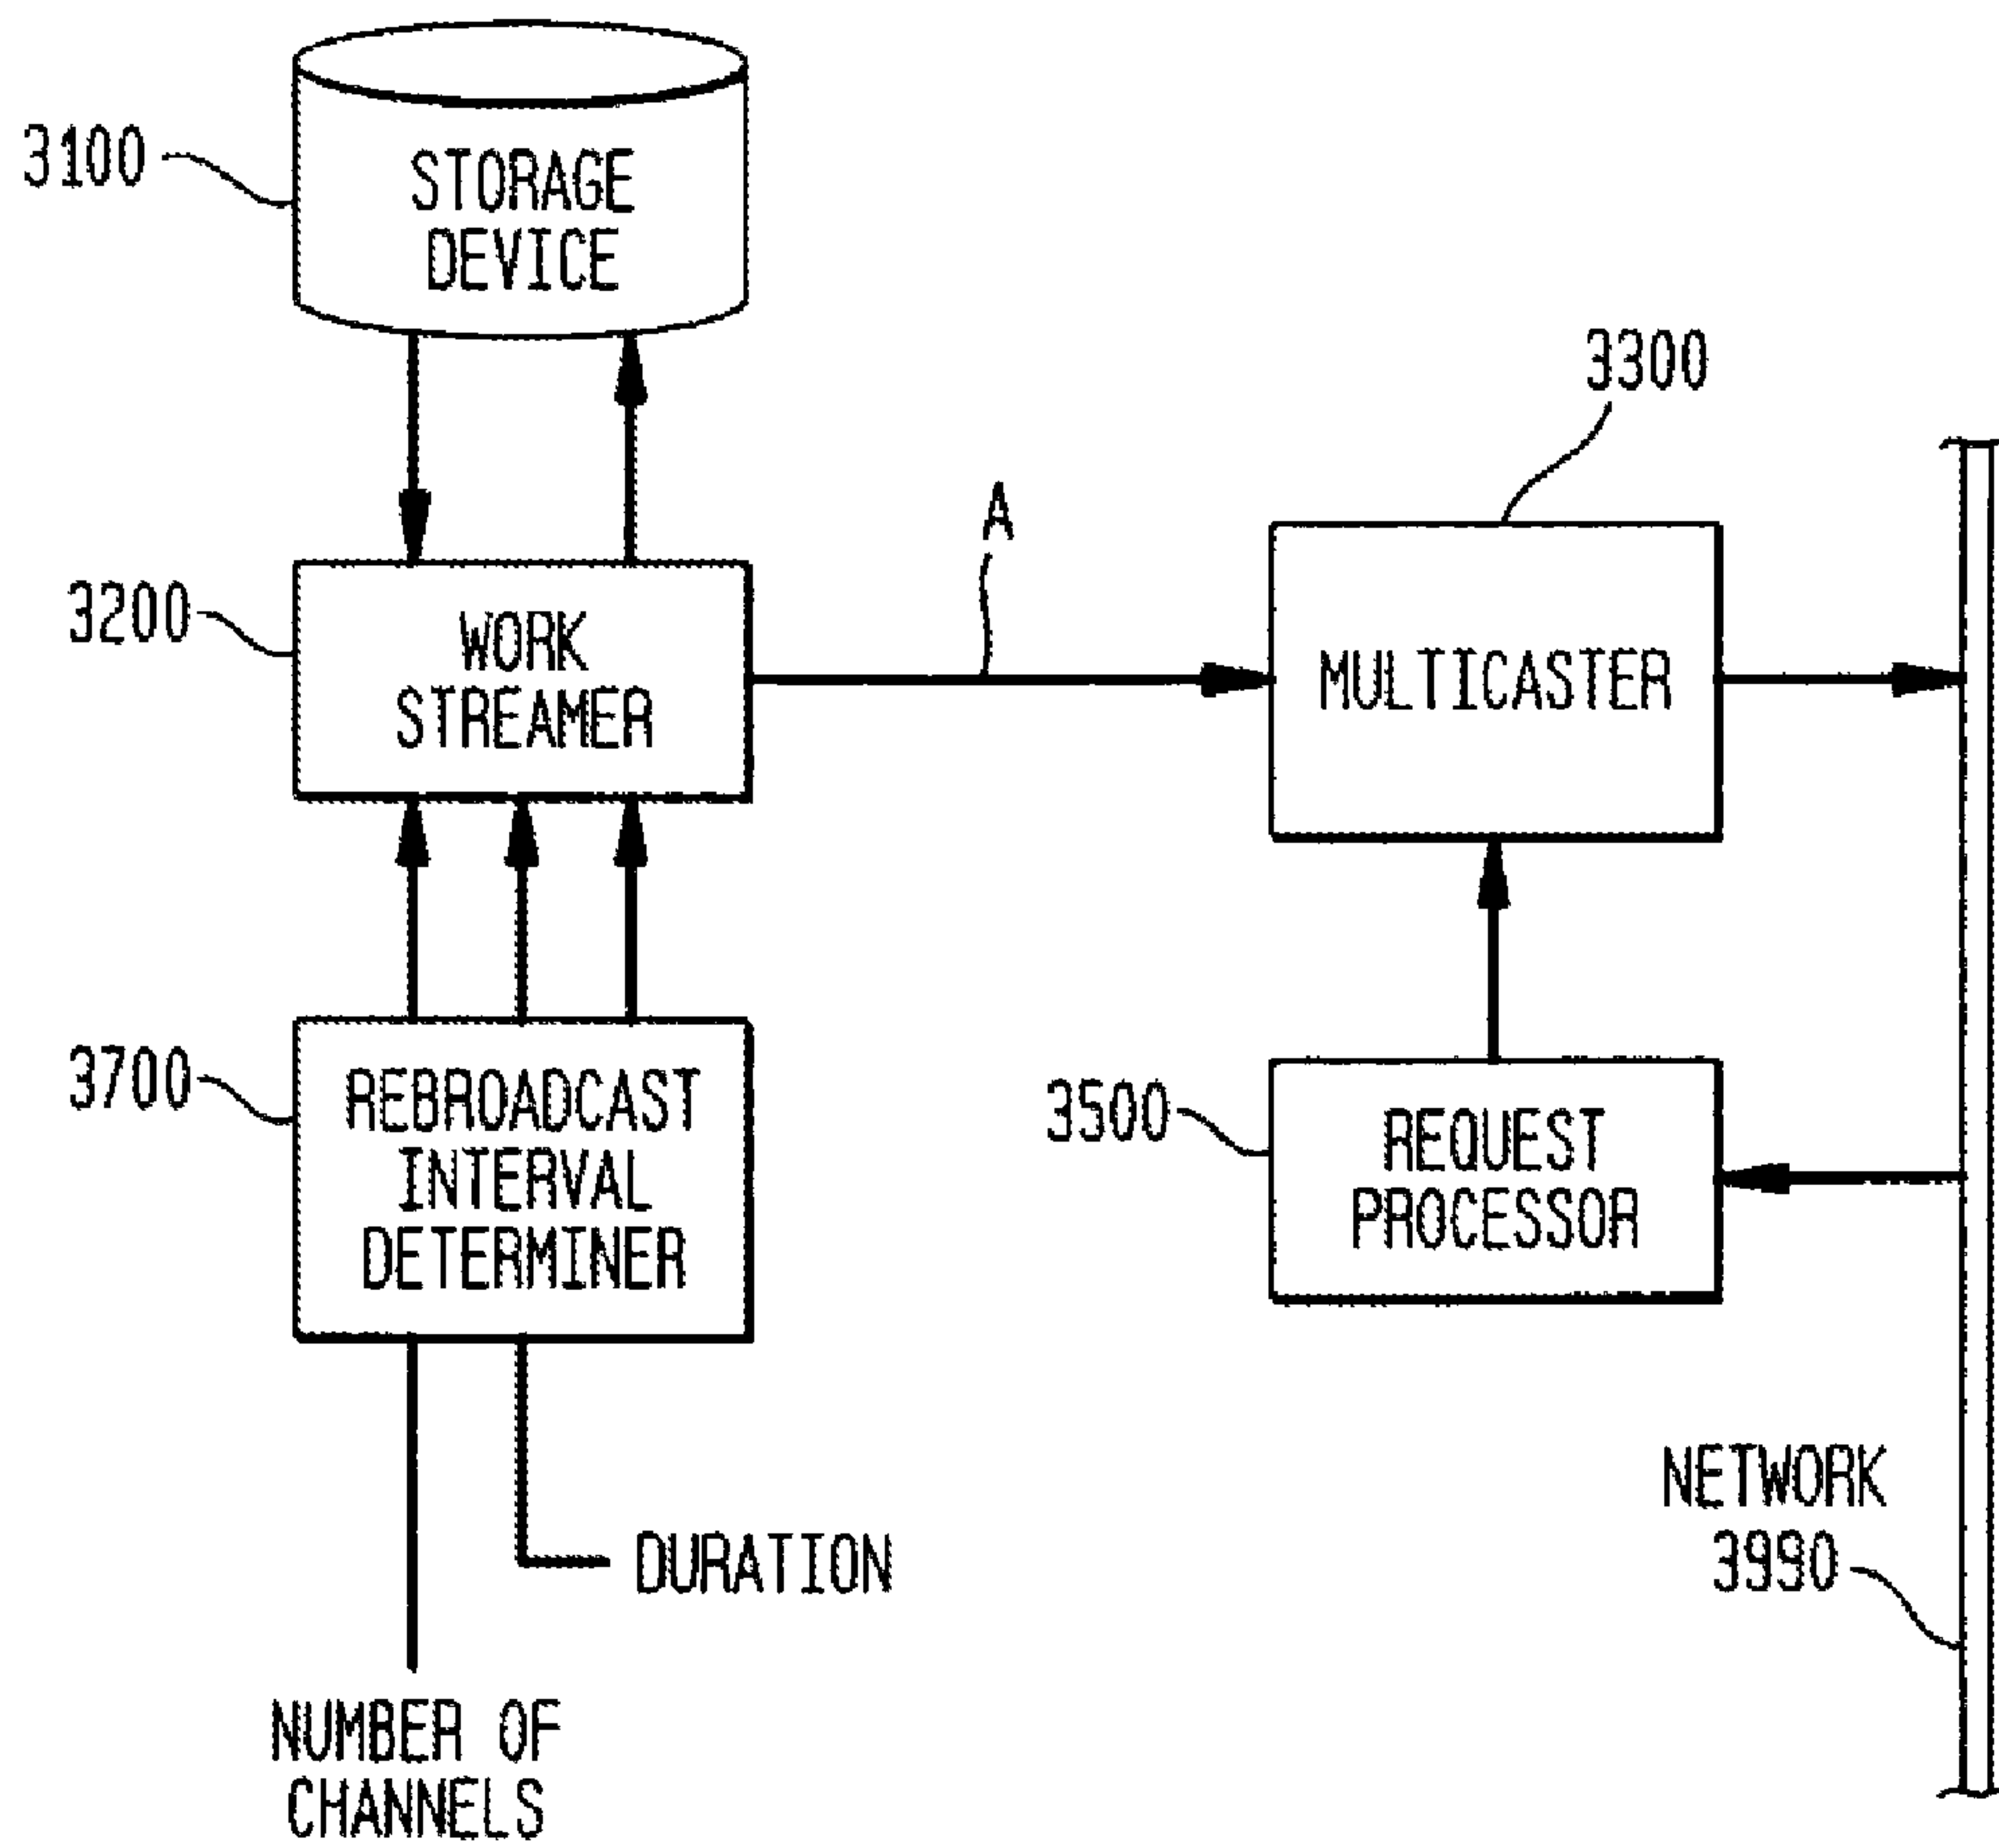 3100
STORAGE
DEVICE
3300
A
3200
WORK
STREAMER
MULTICASTER
3700
REBROADCAST
INTERVAL
DETERMINER
3500
REQUEST
PROCESSOR
NETWORK
3990
DURATION
NUMBER OF
CHANNELS